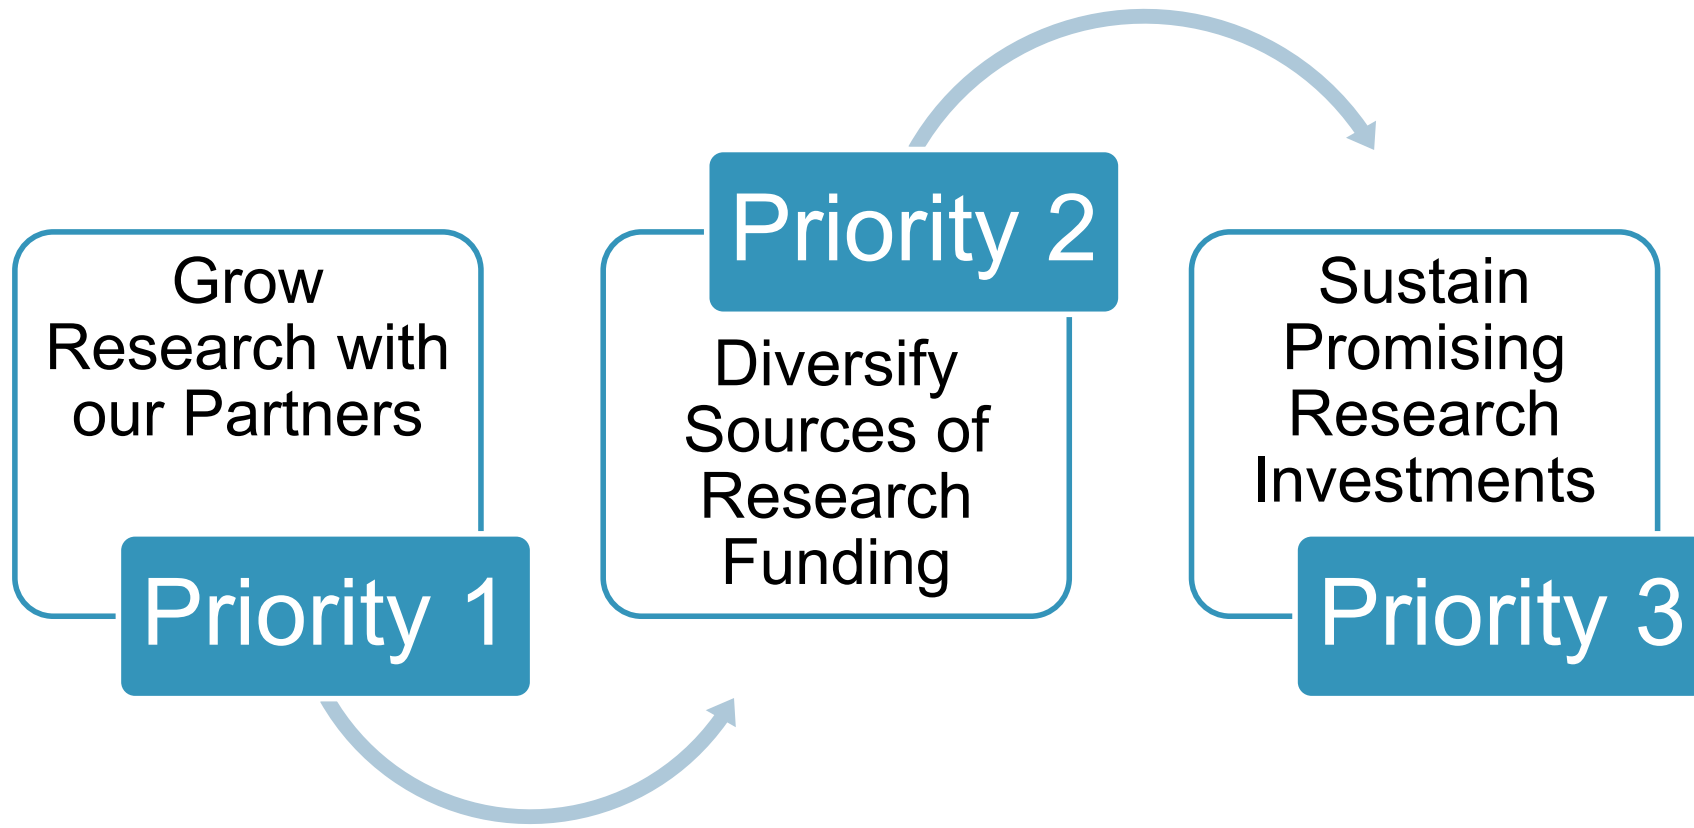 Grow
Research with
our Partners
Priority 1
Priority 2
Diversify
Sources of
Research
Funding
Sustain
Promising
Research
Investments
Priority 3